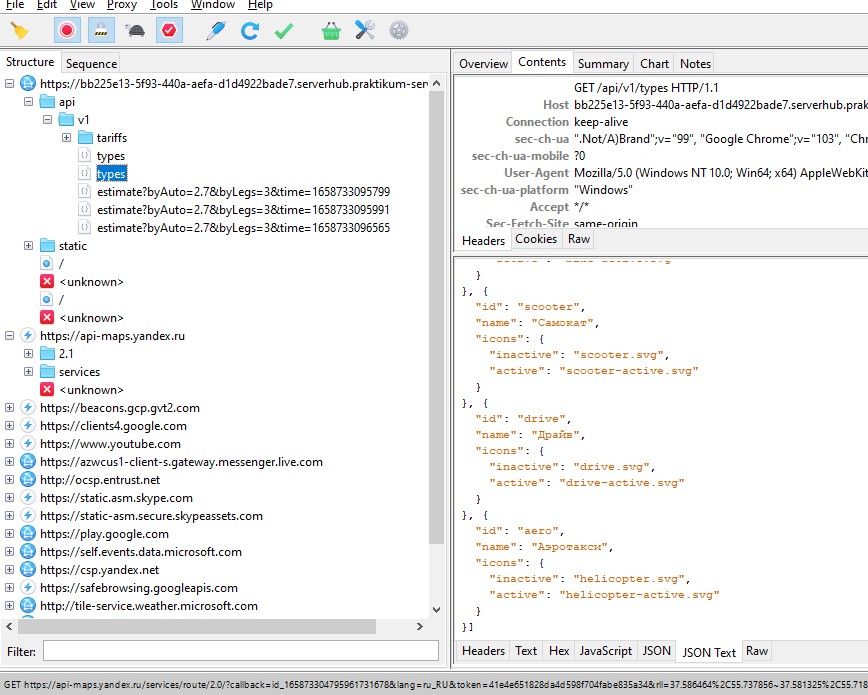 File Edit View Proxy Tools Window Help
Structure Sequence
https://bb225e13-5f93-440a-aefa-d1d4922bade7.serverhub.praktikum-ser
api
v1
tariffs
types
types
estimate?byAuto=2.7&byLegs=3&time=1658733095799
estimate?byAuto=2.7&byLegs=3&time=1658733095991
estimate?byAuto=2.7&byLegs=3&time=1658733096565
static
/
<unknown>
/
<unknown>
https://api-maps.yandex.ru
2.1
services
<unknown>
https://beacons.gcp.gvt2.com
https://clients4.google.com
https://www.youtube.com
https://azwcus1-client-s.gateway.messenger.live.com
http://ocsp.entrust.net
https://static.asm.skype.com
https://static-asm.secure.skypeassets.com
https://play.google.com
https://self.events.data.microsoft.com
https://csp.yandex.net
https://safebrowsing.googleapis.com
http://tile-service.weather.microsoft.com
Filter:
Overview Contents Summary Chart Notes
GET /api/v1/types HTTP/1.1
Host bb225e13-5f93-440a-aefa-d1d4922bade7.serverhub.prak
Connection keep-alive
sec-ch-ua ".Not/A)Brand";v="99", "Google Chrome";v="103", "Chr
sec-ch-ua-mobile ?0
User-Agent Mozilla/5.0 (Windows NT 10.0; Win64; x64) AppleWebKit
sec-ch-ua-platform "Windows"
Accept */*
Sec-Fetch-Site same-origin
Headers Cookies Raw
}
}, {
"id": "scooter",
"name": "Самокат",
"icons": {
"inactive": "scooter.svg",
"active": "scooter-active.svg"
}
}, {
"id": "drive",
"name": "Драйв",
"icons": {
"inactive": "drive.svg",
"active": "drive-active.svg"
}
}, {
"id": "aero",
"name": "Аэротакси",
"icons": {
"inactive": "helicopter.svg",
"active": "helicopter-active.svg"
}
}]
Headers Text Hex JavaScript JSON JSON Text Raw
GET https://api-maps.yandex.ru/services/route/2.0/?callback=id_165873304795961731678&lang=ru_RU&token=41e4e651828da4d598f704fabe835a34&rll=37.586464%2C55.737856~37.581325%2C55.718